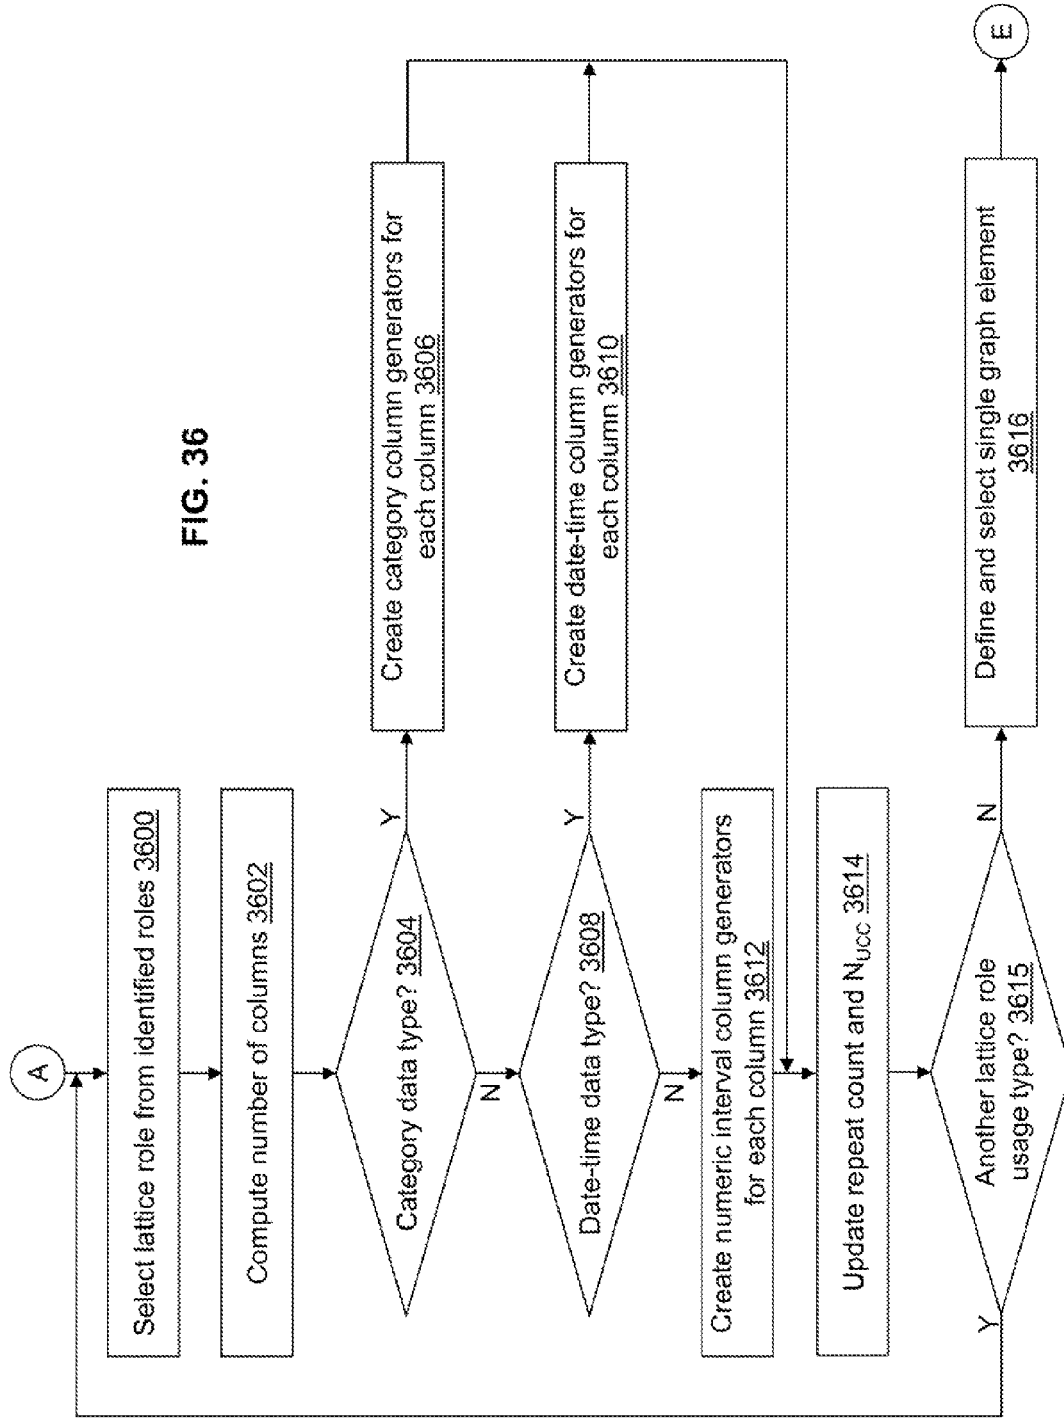 FIG. 36
A
Select lattice role from identified roles 3600
Compute number of columns 3602
Category data type? 3604
Y
N
Create category column generators for
each column 3606
Date-time data type? 3608
Y
N
Create date-time column generators for
each column 3610
Create numeric interval column generators
for each column 3612
Update repeat count and NUCC 3614
Another lattice role
usage type? 3615
Y
N
Define and select single graph element
3616
E